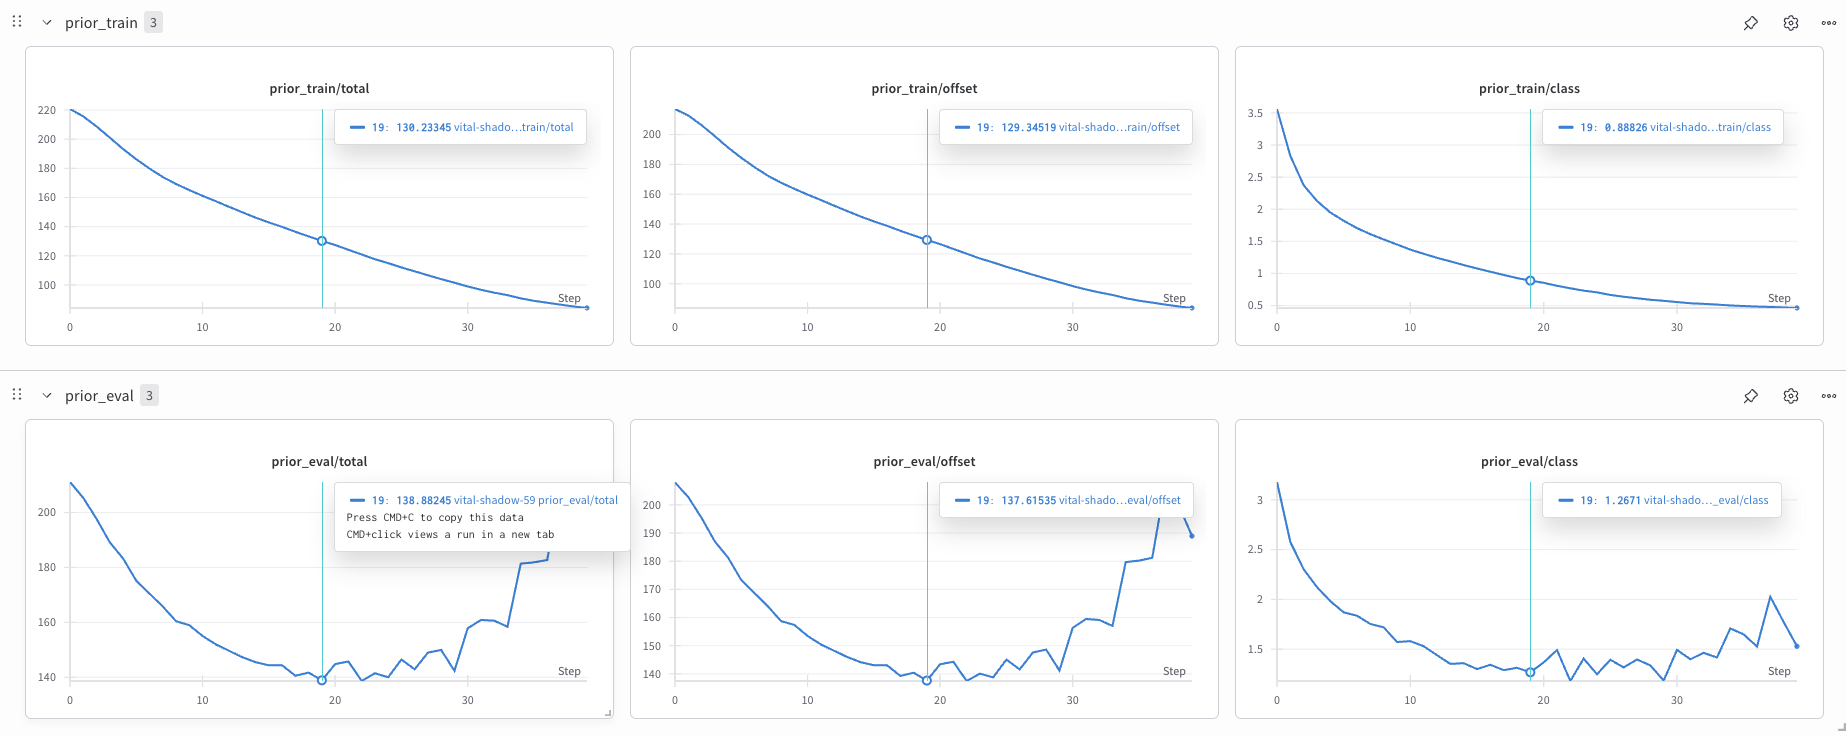 prior_train 3
prior_train/total
220
200
180
160
140
120
100
0
10
20
30
Step
19: 130.23345 vital-shado...train/total
prior_train/offset
200
180
160
140
120
100
0
10
20
30
Step
19: 129.34519 vital-shado...rain/offset
prior_train/class
3.5
3
2.5
2
1.5
1
0.5
0
10
20
30
Step
19: 0.88826 vital-shado...train/class
prior_eval 3
prior_eval/total
200
180
160
140
0
10
20
30
Step
19: 138.88245 vital-shadow-59 prior_eval/total
Press CMD+C to copy this data
CMD+click views a run in a new tab
prior_eval/offset
200
190
180
170
160
150
140
0
10
20
30
Step
19: 137.61535 vital-shado...eval/offset
prior_eval/class
3
2.5
2
1.5
0
10
20
30
Step
19: 1.2671 vital-shado..._eval/class